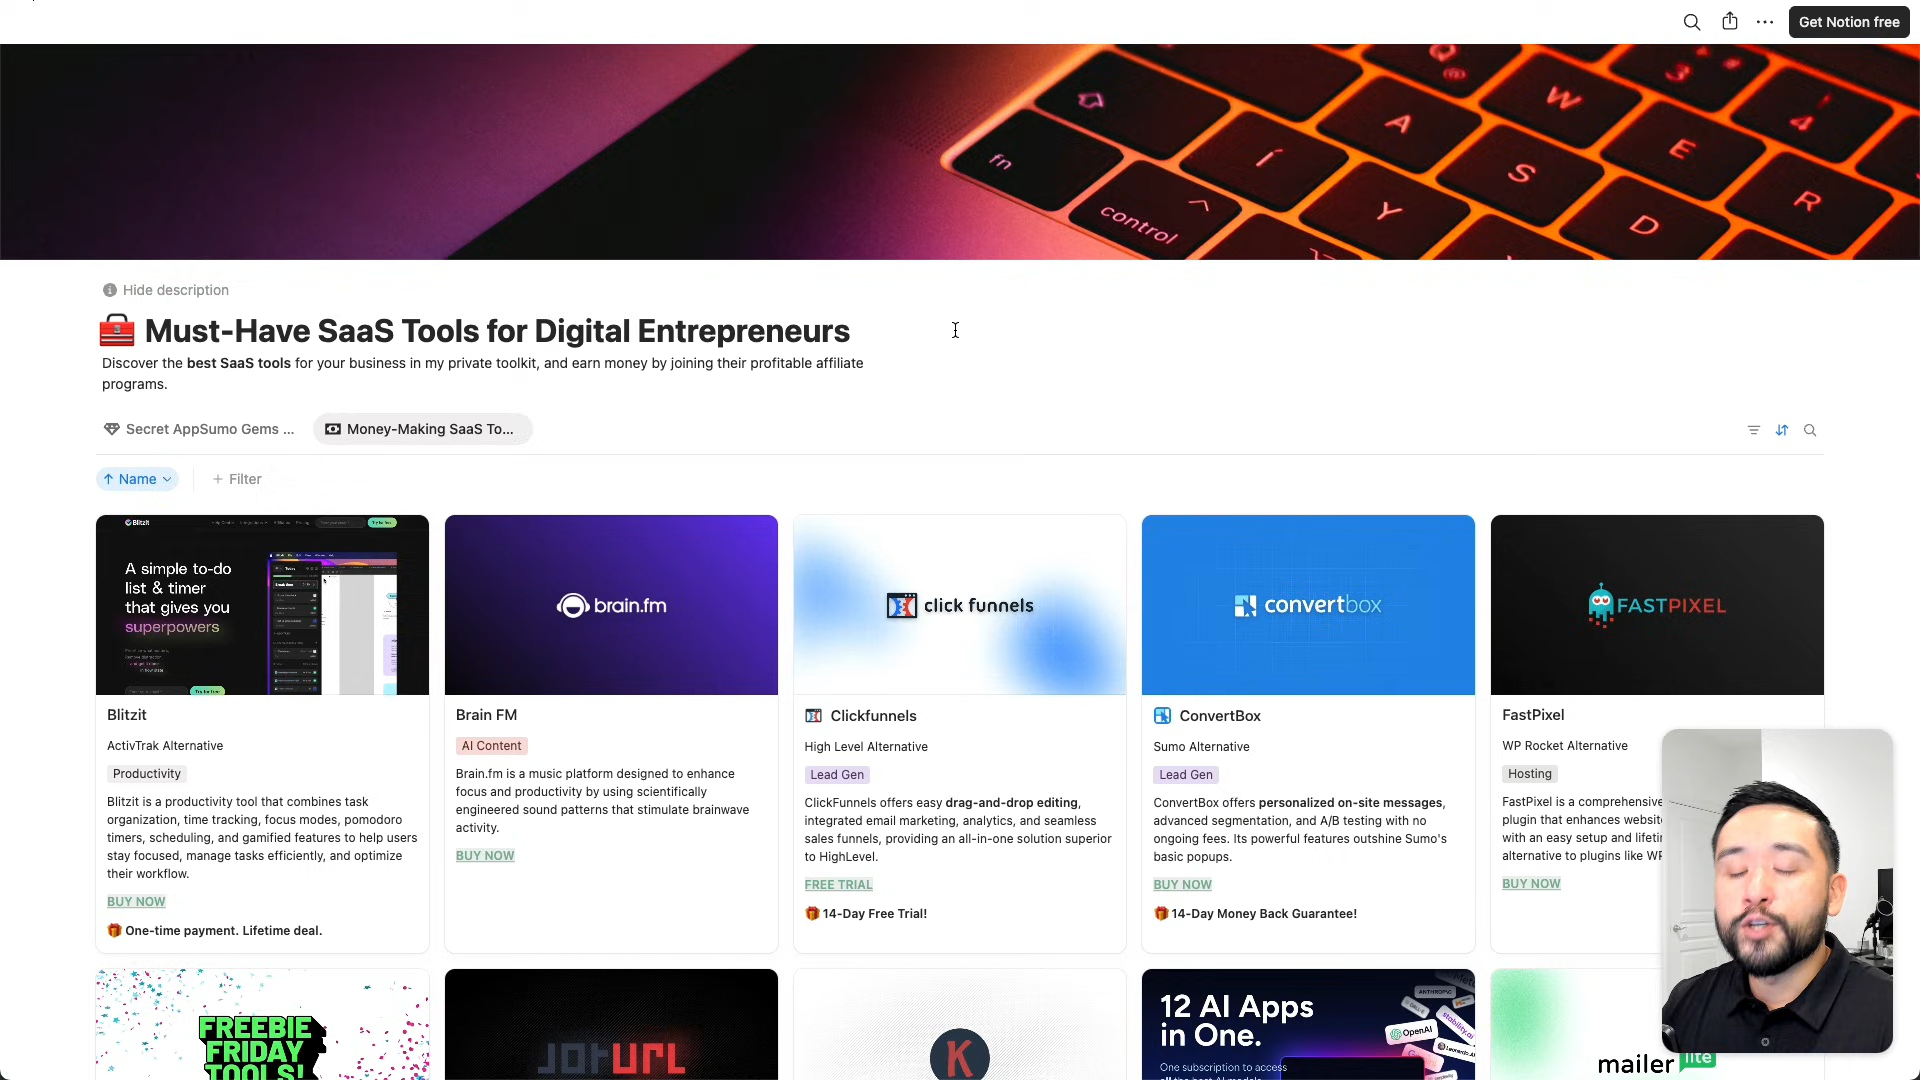 Get Notion free
fn
control
Q
W
3
4
A
S
E
R
Í
Y
D
Hide description
Must-Have SaaS Tools for Digital Entrepreneurs
Discover the best SaaS tools for your business in my private toolkit, and earn money by joining their profitable affiliate
programs.
Secret AppSumo Gems ...
Money-Making SaaS To...
Name
Filter
Blitzit
A simple to-do
list & timer
that gives you
superpowers
brain.fm
click funnels
convertbox
FASTPIXEL
Blitzit
ActivTrak Alternative
Productivity
Blitzit is a productivity tool that combines task
organization, time tracking, focus modes, pomodoro
timers, scheduling, and gamified features to help users
stay focused, manage tasks efficiently, and optimize
their workflow.
BUY NOW
One-time payment. Lifetime deal.
Brain FM
AI Content
Brain.fm is a music platform designed to enhance
focus and productivity by using scientifically
engineered sound patterns that stimulate brainwave
activity.
BUY NOW
Clickfunnels
High Level Alternative
Lead Gen
ClickFunnels offers easy drag-and-drop editing,
integrated email marketing, analytics, and seamless
sales funnels, providing an all-in-one solution superior
to HighLevel.
FREE TRIAL
14-Day Free Trial!
ConvertBox
Sumo Alternative
Lead Gen
ConvertBox offers personalized on-site messages,
advanced segmentation, and A/B testing with no
ongoing fees. Its powerful features outshine Sumo's
basic popups.
BUY NOW
14-Day Money Back Guarantee!
FastPixel
WP Rocket Alternative
Hosting
FastPixel is a comprehensive
plugin that enhances
with an easy setup and
alternative to plugins like
BUY NOW
FREEBIE
FRIDAY
TOOLS!
JotUrl
K
12 AI Apps
in One.
One subscription to access
ANTHROPIC
OpenAI
stability.ai
mailer lite